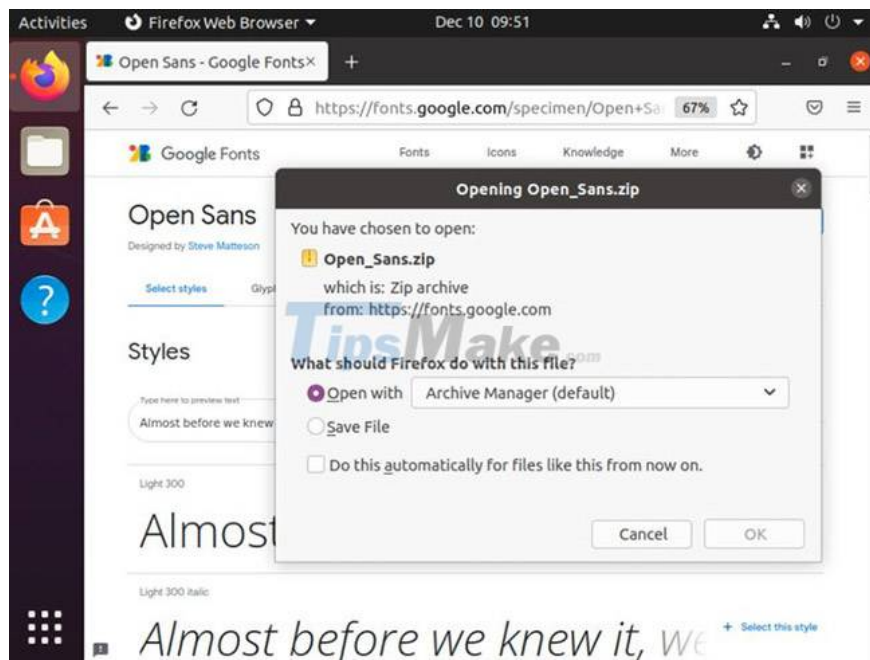 Activities Firefox Web Browser Dec 10 09:51
Open Sans - Google Fonts
https://fonts.google.com/specimen/Open+Sa 67%
Google Fonts Fonts Icons Knowledge More
Opening Open_Sans.zip
Open Sans
Designed by Steve Matteson
Select styles Glyp
You have chosen to open:
Open_Sans.zip
which is: Zip archive
from: https://fonts.google.com
TipsMake.com
Styles
What should Firefox do with this file?
Open with Archive Manager (default)
Save File
Do this automatically for files like this from now on.
Cancel OK
Type here to preview text
Almost before we knew
Light 300
Almost
Light 300 italic
Almost before we knew it, we
+ Select this style